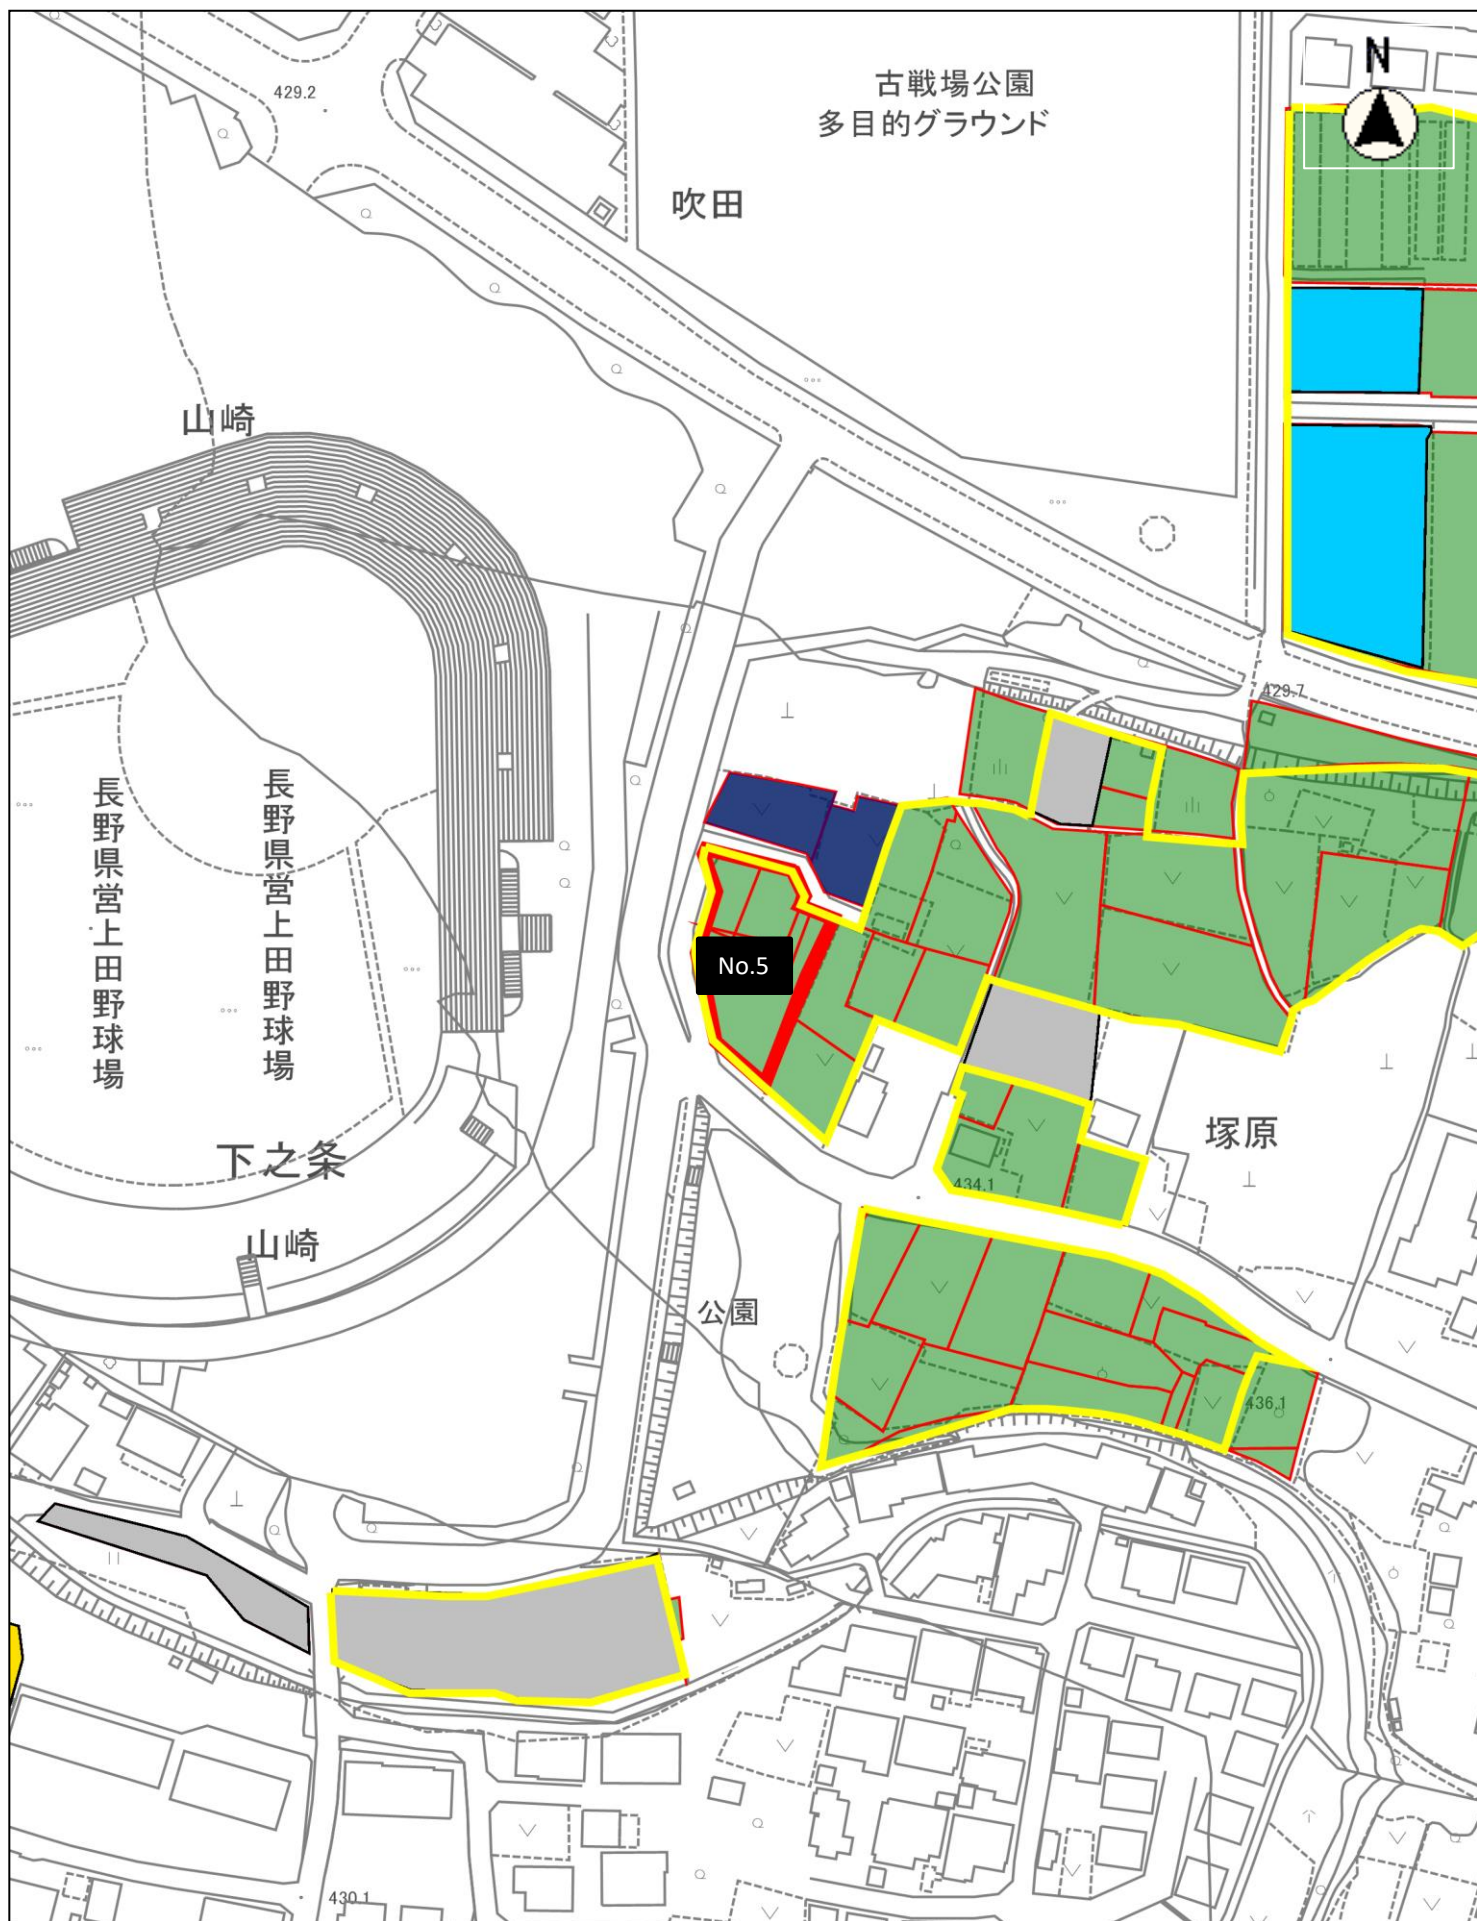 古戦場公園
多目的グラウンド
N
429.2
吹田
山崎
429.7
長野県営上田野球場
長野県営上田野球場
No.5
塚原
下之条
434.1
山崎
公園
436.1
430.1